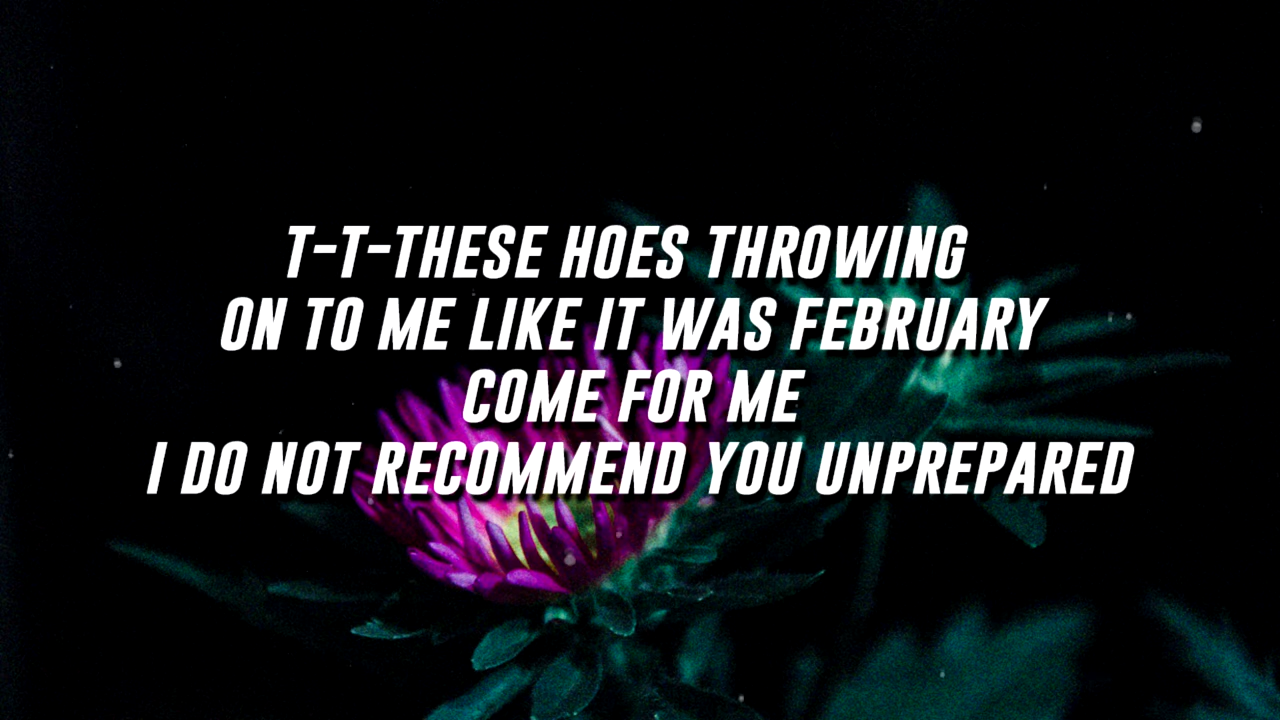 T-T-THESE HOES THROWING
ON TO ME LIKE IT WAS FEBRUARY
COME FOR ME
I DO NOT RECOMMEND YOU UNPREPARED